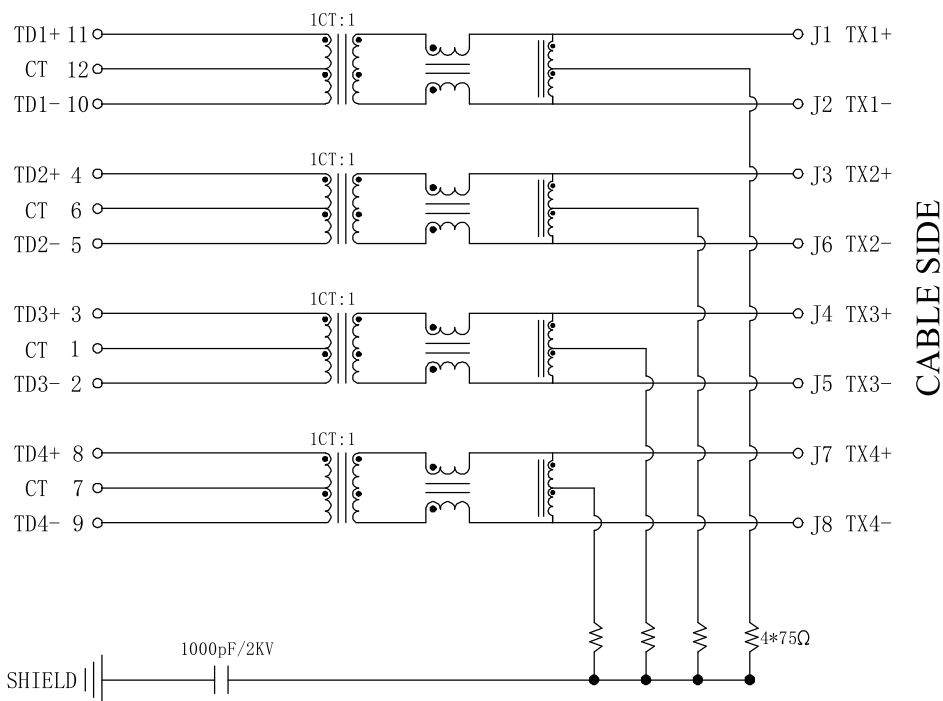 1CT:1
TD1+ 11 J1 TX1+
CT 12
TD1- 10 J2 TX1-
1CT:1
TD2+ 4 J3 TX2+
CT 6
TD2- 5 J6 TX2-
1CT:1
TD3+ 3 J4 TX3+
CT 1
TD3- 2 J5 TX3-
1CT:1
TD4+ 8 J7 TX4+
CT 7
TD4- 9 J8 TX4-
CABLE SIDE
4*75Ω
1000pF/2KV
SHIELD